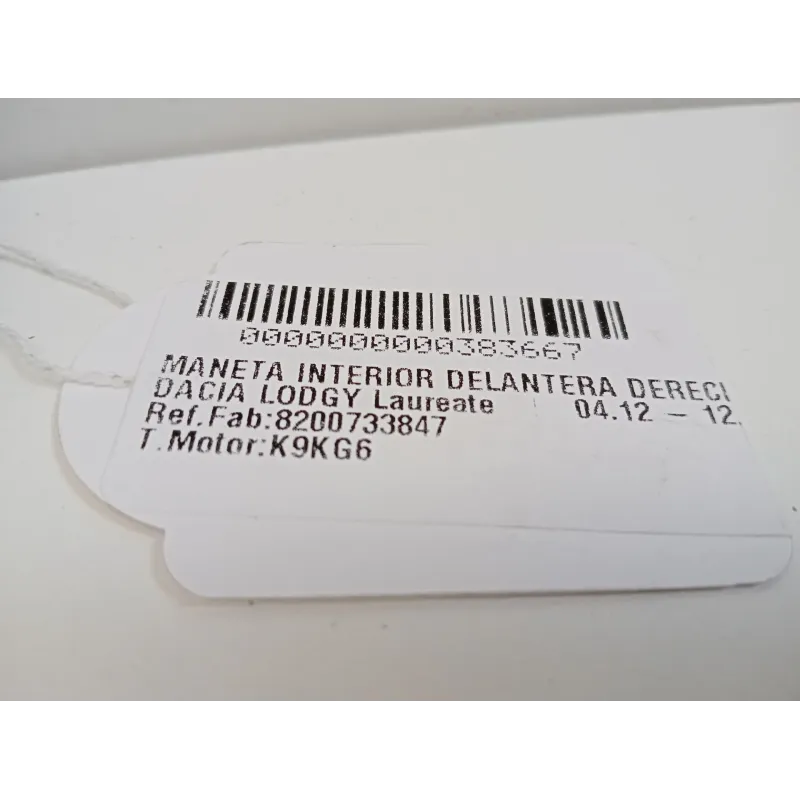 0000000000383667
MANETA INTERIOR DELANTERA DERECI
DACIA LODGY Laureate | 04.12 – 12.
Ref.Fab:8200733847
T.Motor:K9KG6